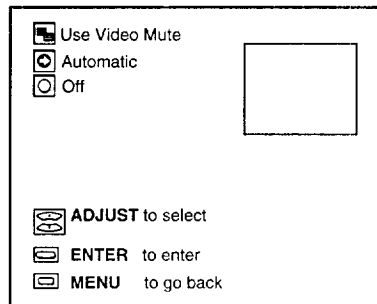 Use Video Mute
Automatic
Off
ADJUST to select
ENTER to enter
MENU to go back